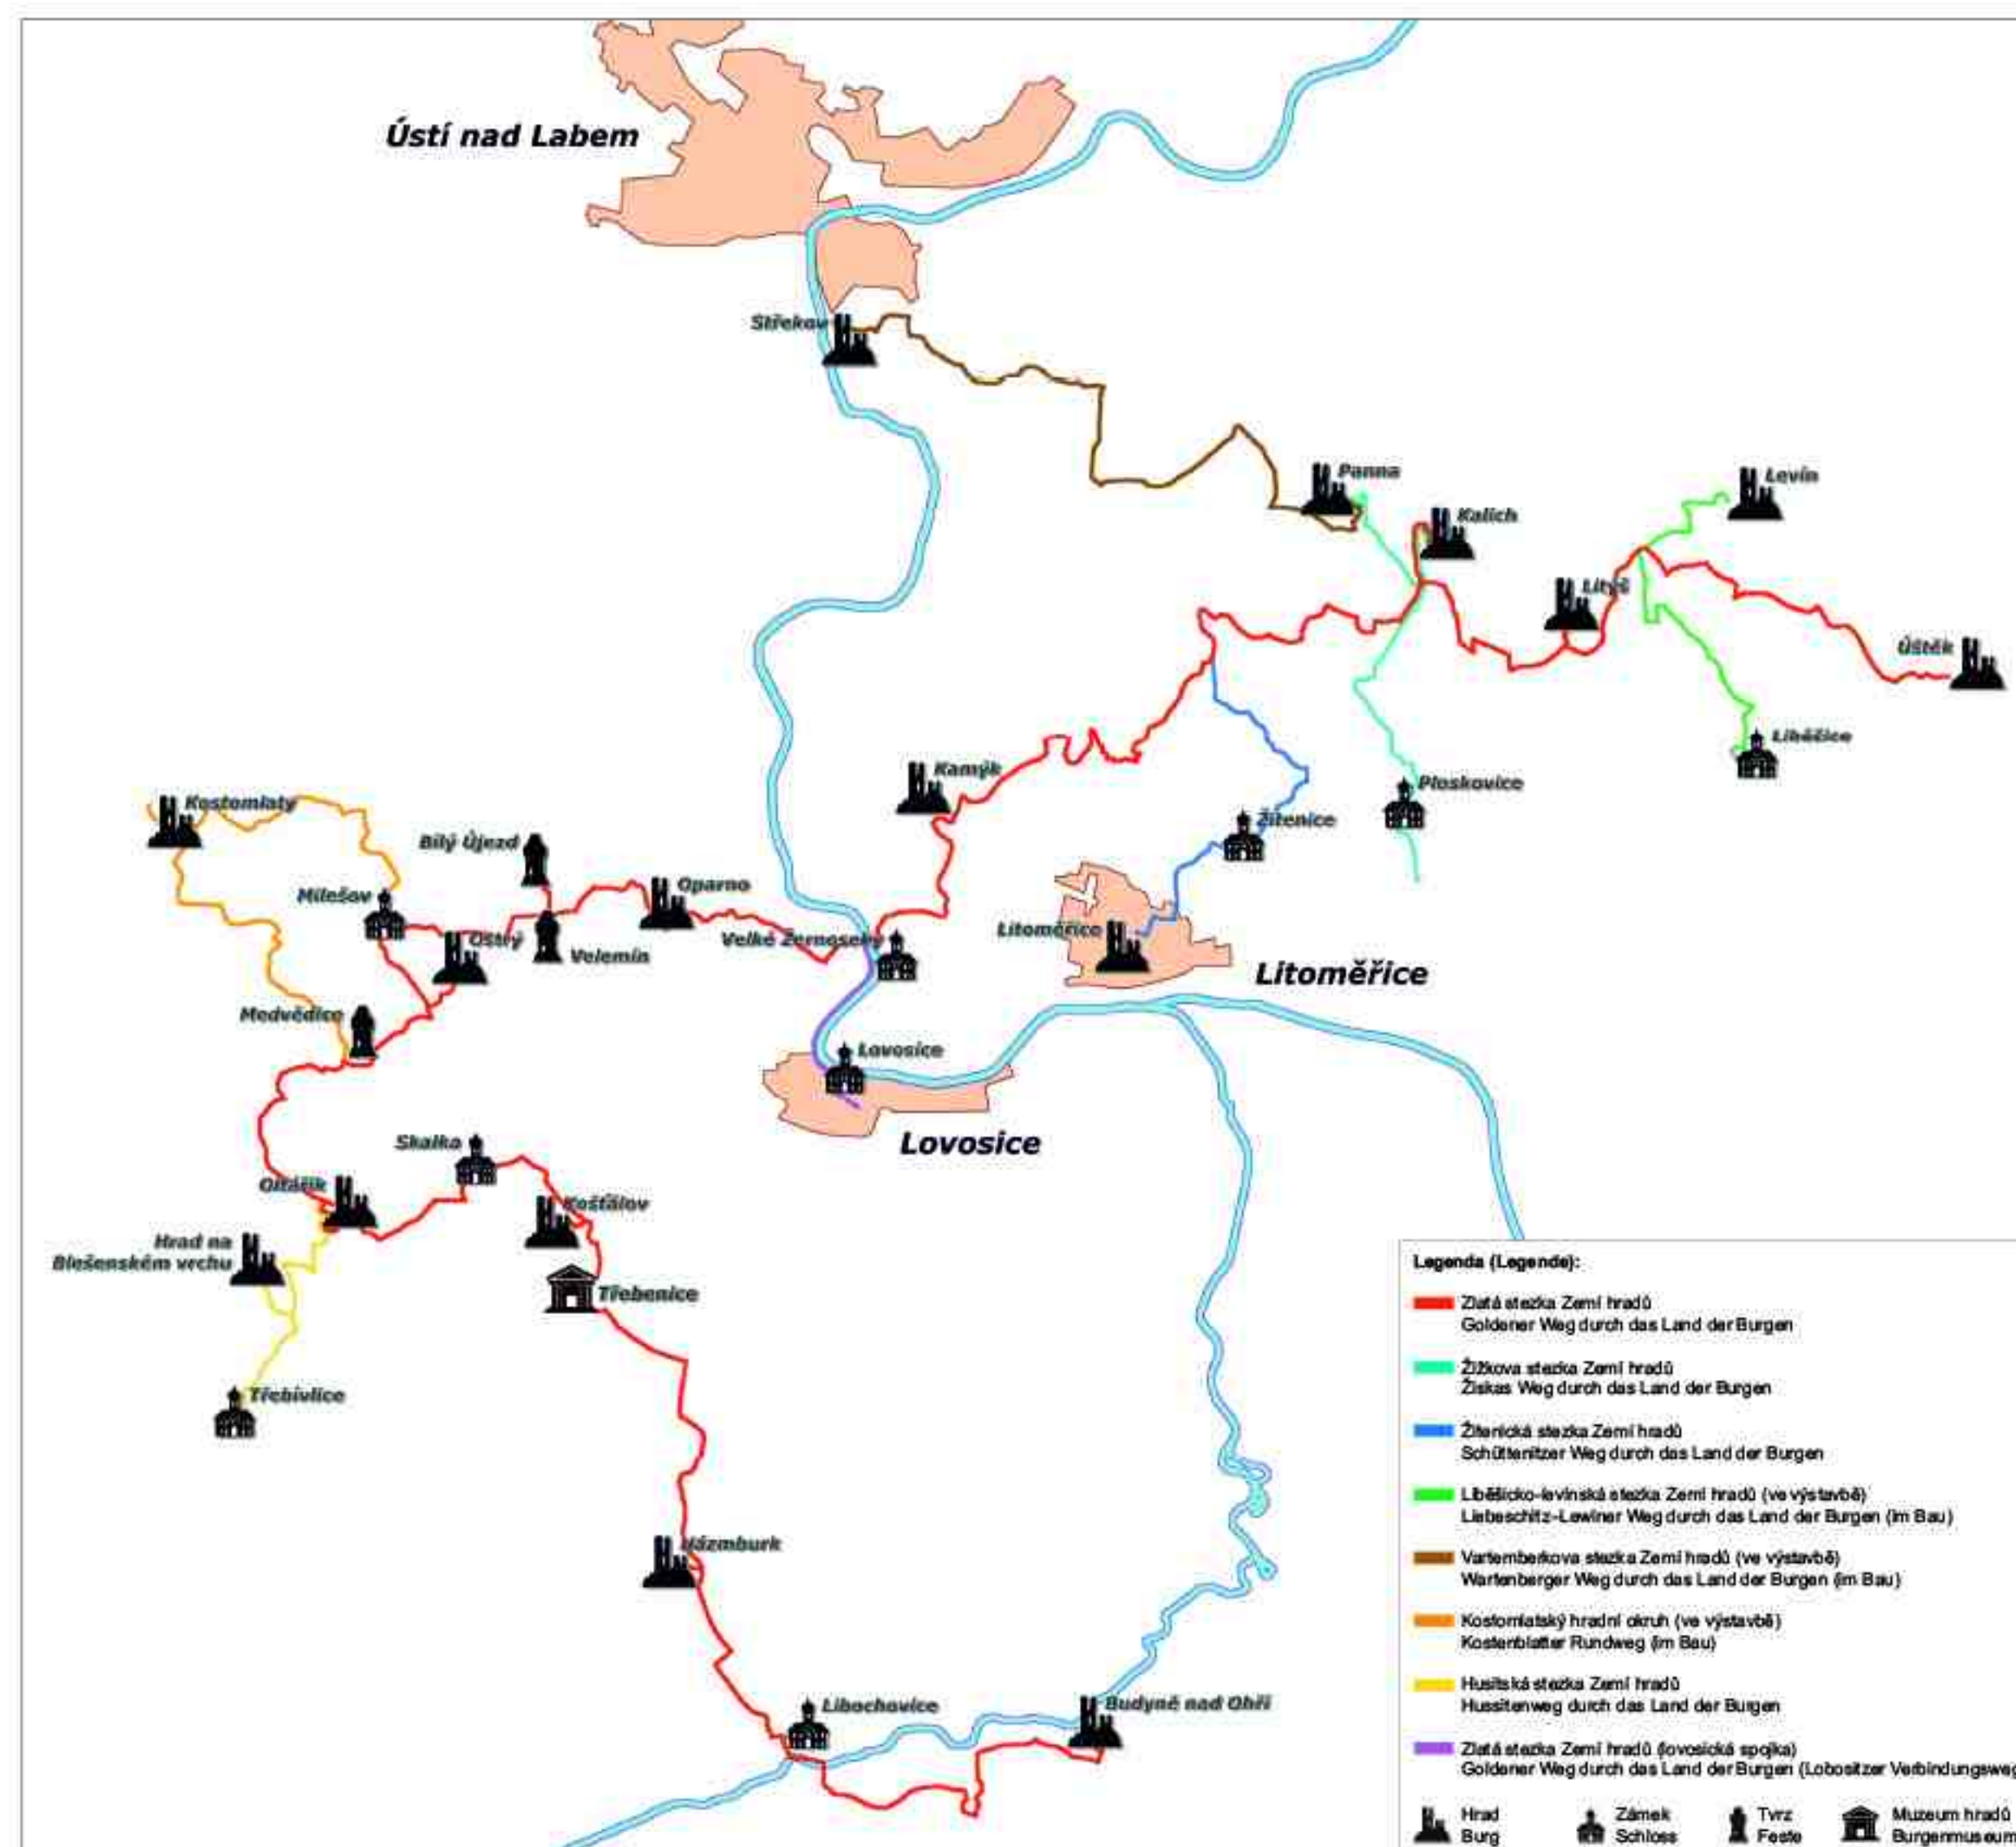 Ústí nad Labem
Střekov
Panna
Levín
Kalich
Litýš
Úštěk
Liběšice
Kamýk
Ploskovice
Kostomlaty
Žitenice
Bílý Újezd
Milešov
Oparno
Ostrý
Velké Žernoseky
Litoměřice
Velemín
Litoměřice
Medvědice
Lovosice
Lovosice
Skalka
Oltářík
Košťálov
Hrad na
Blešenském vrchu
Třebenice
Třebívlice
Házmburk
Libochovice
Budyně nad Ohří
Legenda (Legende):
Zlatá stezka Zemí hradů
Goldener Weg durch das Land der Burgen
Žižkova stezka Zemí hradů
Žiskas Weg durch das Land der Burgen
Žitenická stezka Zemí hradů
Schüttenitzer Weg durch das Land der Burgen
Liběšicko-levínská stezka Zemí hradů (ve výstavbě)
Liebeschitz-Lewiner Weg durch das Land der Burgen (im Bau)
Vartemberkova stezka Zemí hradů (ve výstavbě)
Wartenberger Weg durch das Land der Burgen (im Bau)
Kostomlatský hradní okruh (ve výstavbě)
Kostenblatter Rundweg (im Bau)
Husitská stezka Zemí hradů
Hussitenweg durch das Land der Burgen
Zlatá stezka Zemí hradů (lovosická spojka)
Goldener Weg durch das Land der Burgen (Lobositzer Verbindungsweg
Hrad Zámek Tvrz Muzeum hradů
Burg Schloss Feste Burgenmuseum